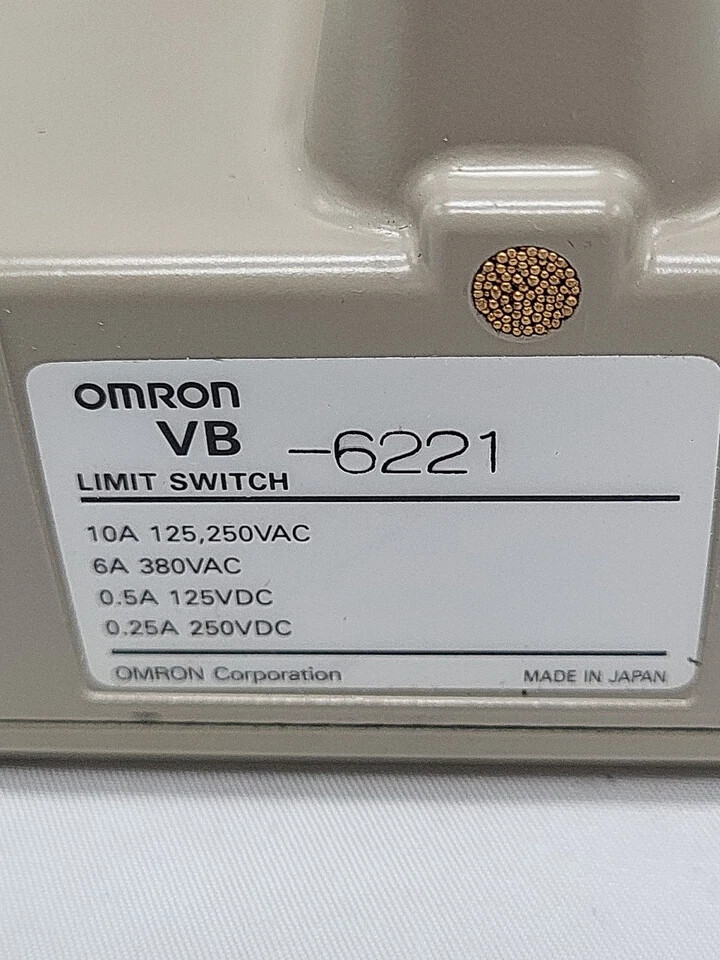 OMRON
VB -6221
LIMIT SWITCH
10A 125,250VAC
6A 380VAC
0.5A 125VDC
0.25A 250VDC
OMRON Corporation MADE IN JAPAN